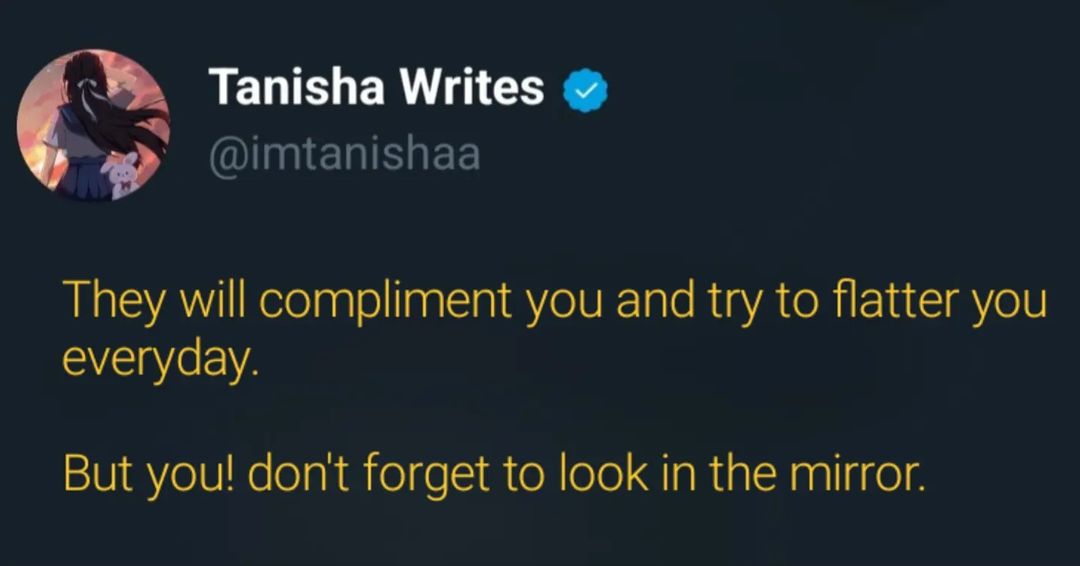 Tanisha Writes
@imtanishaa
They will compliment you and try to flatter you
everyday.
But you! don't forget to look in the mirror.